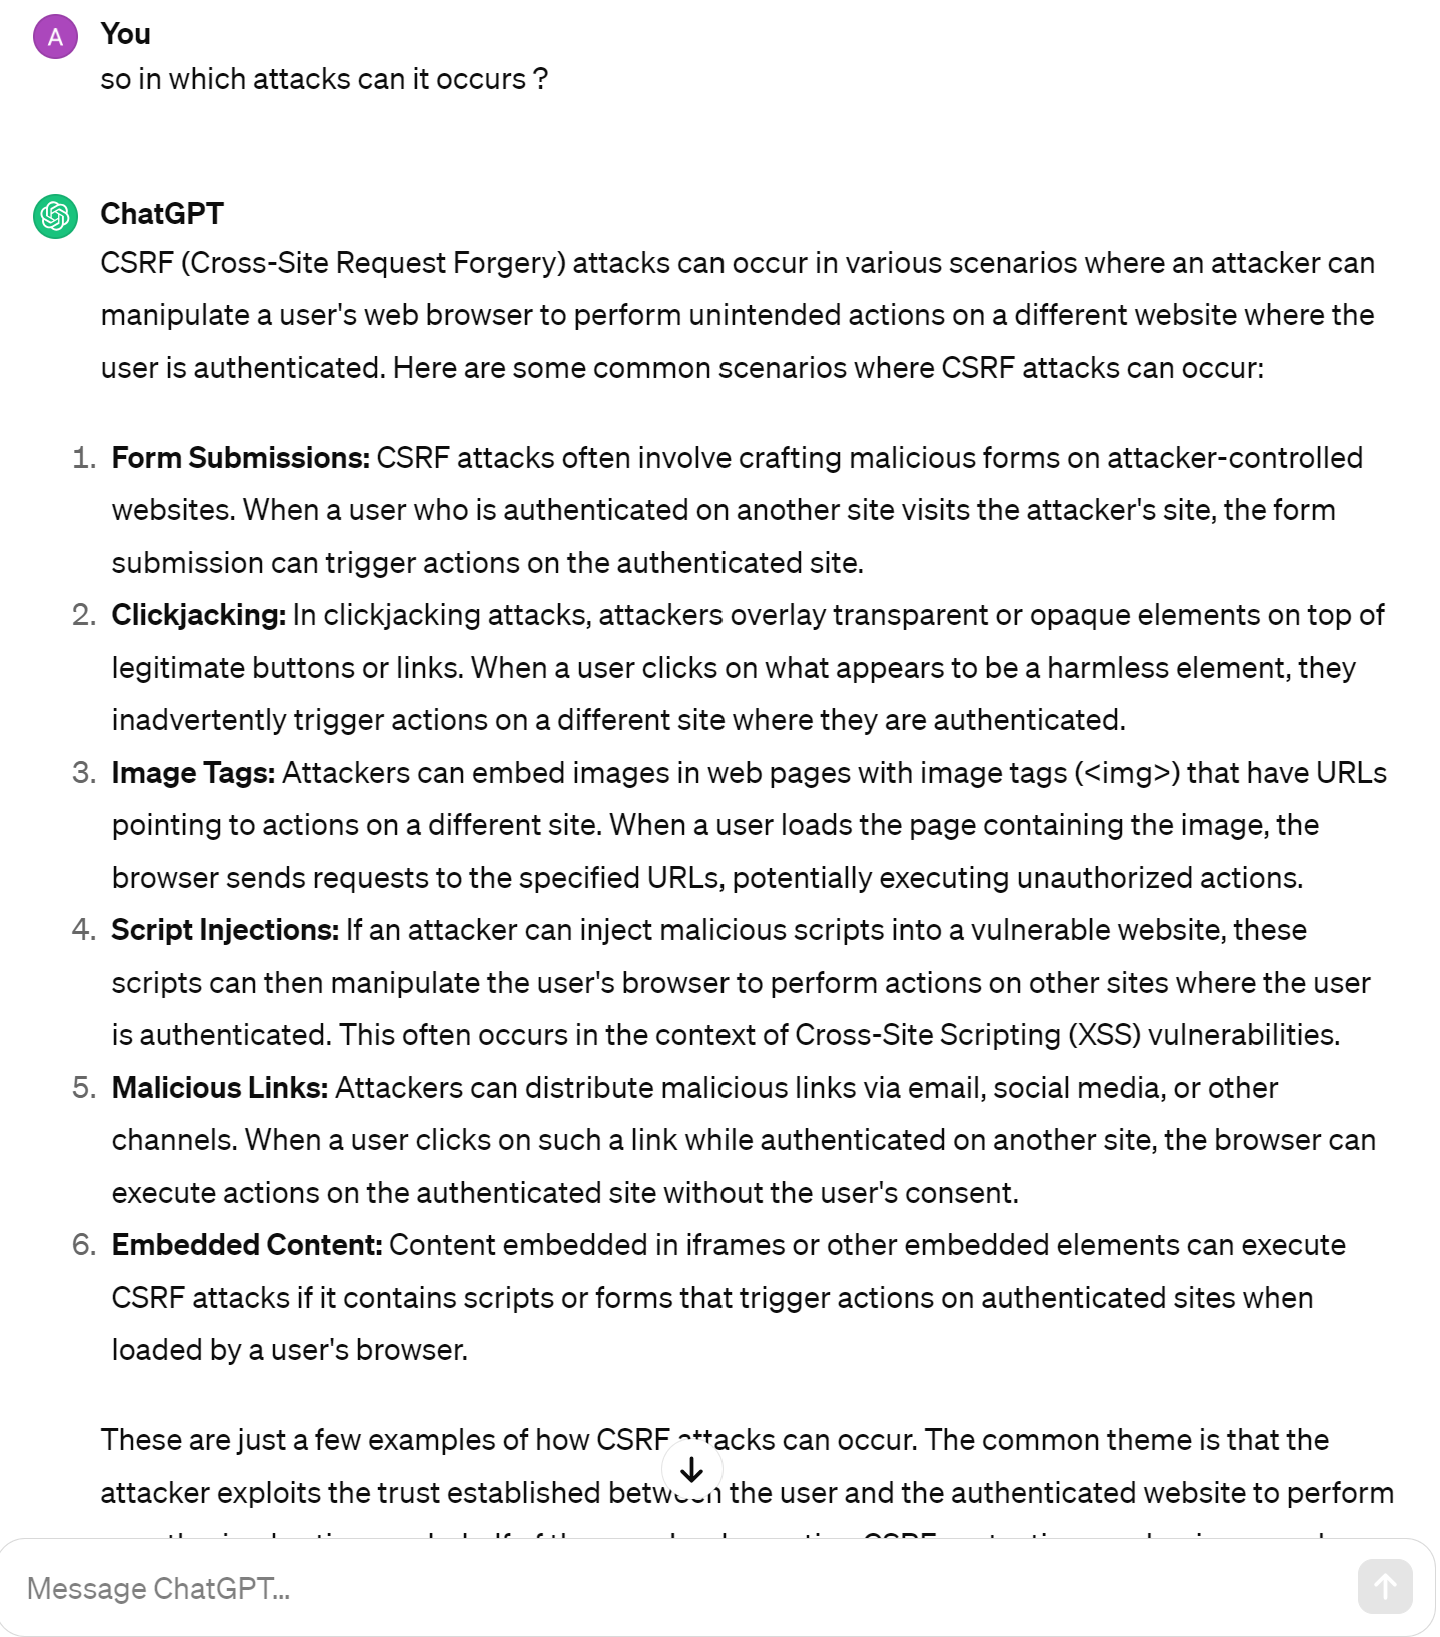 A
You
so in which attacks can it occurs ?
ChatGPT
CSRF (Cross-Site Request Forgery) attacks can occur in various scenarios where an attacker can
manipulate a user's web browser to perform unintended actions on a different website where the
user is authenticated. Here are some common scenarios where CSRF attacks can occur:
1. Form Submissions: CSRF attacks often involve crafting malicious forms on attacker-controlled
websites. When a user who is authenticated on another site visits the attacker's site, the form
submission can trigger actions on the authenticated site.
2. Clickjacking: In clickjacking attacks, attackers overlay transparent or opaque elements on top of
legitimate buttons or links. When a user clicks on what appears to be a harmless element, they
inadvertently trigger actions on a different site where they are authenticated.
3. Image Tags: Attackers can embed images in web pages with image tags (<img>) that have URLs
pointing to actions on a different site. When a user loads the page containing the image, the
browser sends requests to the specified URLs, potentially executing unauthorized actions.
4. Script Injections: If an attacker can inject malicious scripts into a vulnerable website, these
scripts can then manipulate the user's browser to perform actions on other sites where the user
is authenticated. This often occurs in the context of Cross-Site Scripting (XSS) vulnerabilities.
5. Malicious Links: Attackers can distribute malicious links via email, social media, or other
channels. When a user clicks on such a link while authenticated on another site, the browser can
execute actions on the authenticated site without the user's consent.
6. Embedded Content: Content embedded in iframes or other embedded elements can execute
CSRF attacks if it contains scripts or forms that trigger actions on authenticated sites when
loaded by a user's browser.
These are just a few examples of how CSRF attacks can occur. The common theme is that the
attacker exploits the trust established between the user and the authenticated website to perform
Message ChatGPT...